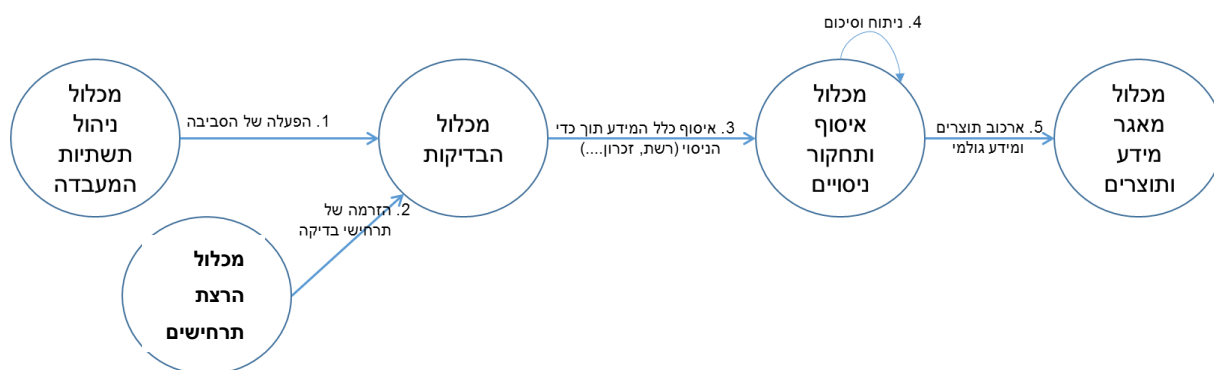 מכלול
ניהול
תשתיות
המעבדה
1. הפעלה של הסביבה
מכלול
הרצת
תרחישים
2. הזרמה של
תרחישי בדיקה
מכלול
הבדיקות
3. איסוף כלל המידע תוך כדי
הניסוי (רשת, זכרון....)
מכלול
איסוף
ותחקור
ניסויים
4. ניתוח וסיכום
5. ארכוב תוצרים
ומידע גולמי
מכלול
מאגר
מידע
ותוצרים